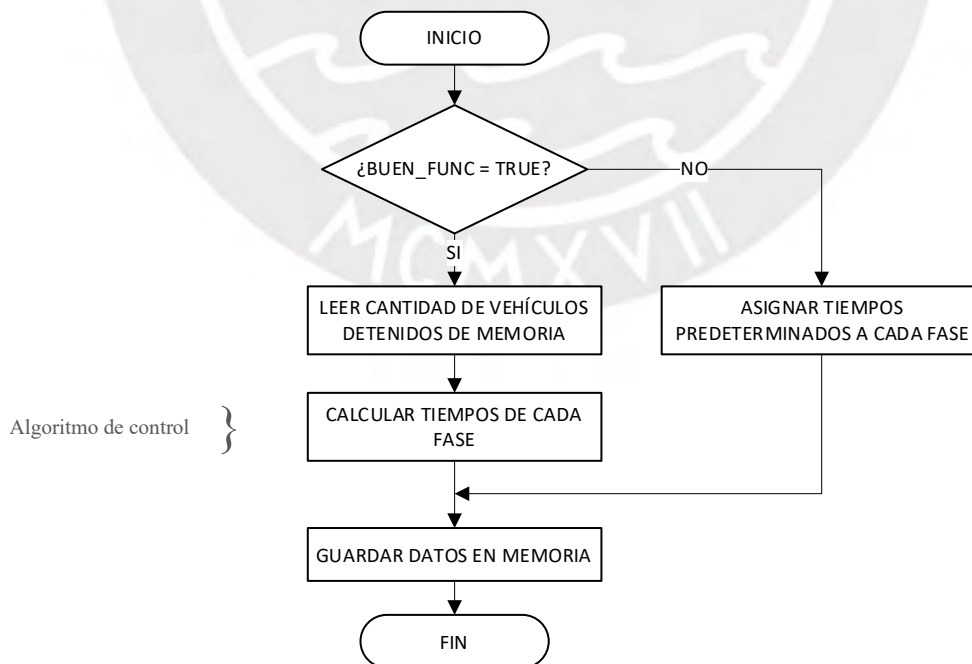 INICIO
¿BUEN_FUNC = TRUE?
NO
SI
MCMXVII
LEER CANTIDAD DE VEHÍCULOS
DETENIDOS DE MEMORIA
ASIGNAR TIEMPOS
PREDETERMINADOS A CADA FASE
Algoritmo de control }
CALCULAR TIEMPOS DE CADA
FASE
GUARDAR DATOS EN MEMORIA
FIN